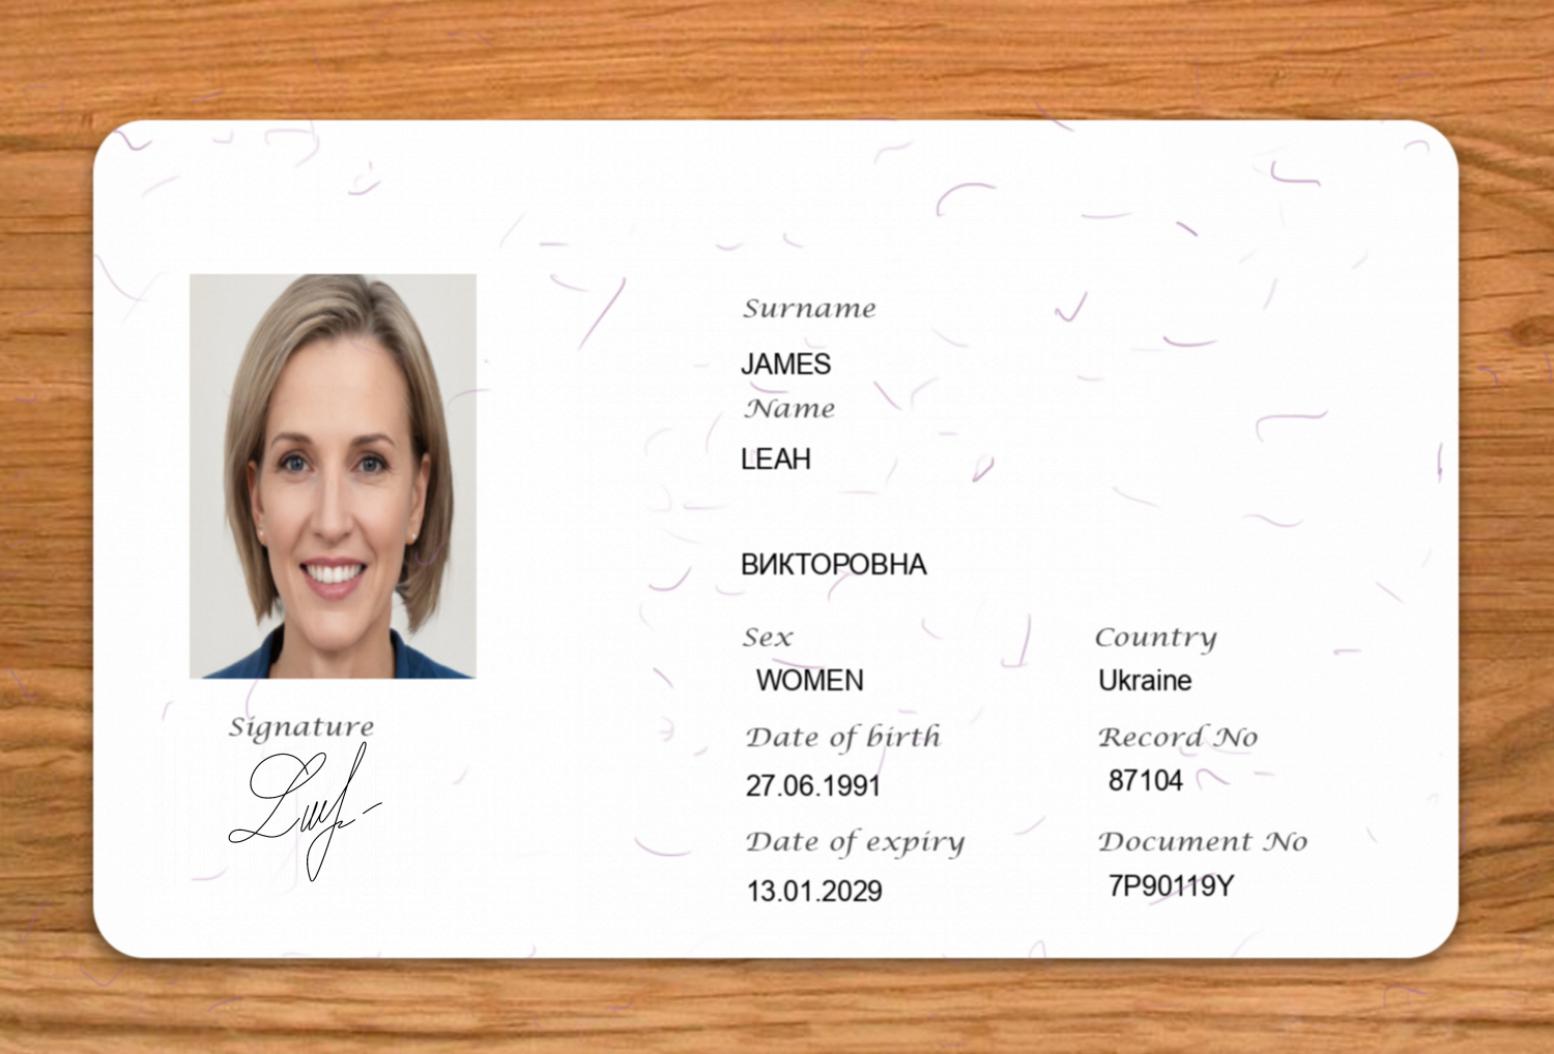 Surname
JAMES
Name
LEAH
ВИКТОРОВНА
Sex
Country
WOMEN
Ukraine
Date of birth
Record No
27.06.1991
87104
Date of expiry
Document No
13.01.2029
7P90119Y
Signature